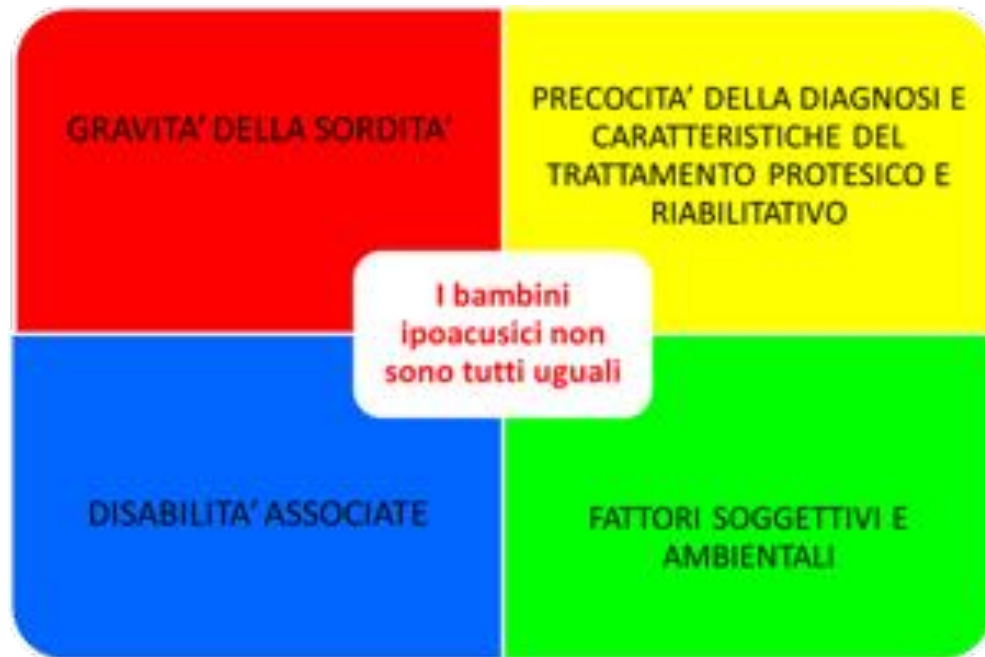 GRAVITA' DELLA SORDITA'
PRECOCITA' DELLA DIAGNOSI E
CARATTERISTICHE DEL
TRATTAMENTO PROTESICO E
RIABILITATIVO
I bambini
ipoacusici non
sono tutti uguali
DISABILITA' ASSOCIATE
FATTORI SOGGETTIVI E
AMBIENTALI